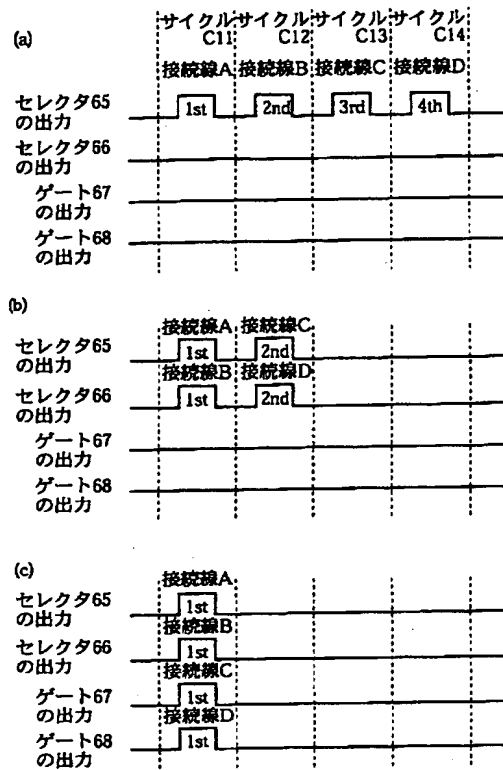 (a)
サイクル サイクル サイクル サイクル
C11 C12 C13 C14
接続線A 接続線B 接続線C 接続線D
セレクタ65
の出力
1st 2nd 3rd 4th
セレクタ66
の出力
ゲート67
の出力
ゲート68
の出力
(b)
接続線A 接続線C
セレクタ65
の出力
1st 2nd
接続線B 接続線D
セレクタ66
の出力
1st 2nd
ゲート67
の出力
ゲート68
の出力
(c)
接続線A
セレクタ65
の出力
1st
接続線B
セレクタ66
の出力
1st
接続線C
ゲート67
の出力
1st
接続線D
ゲート68
の出力
1st